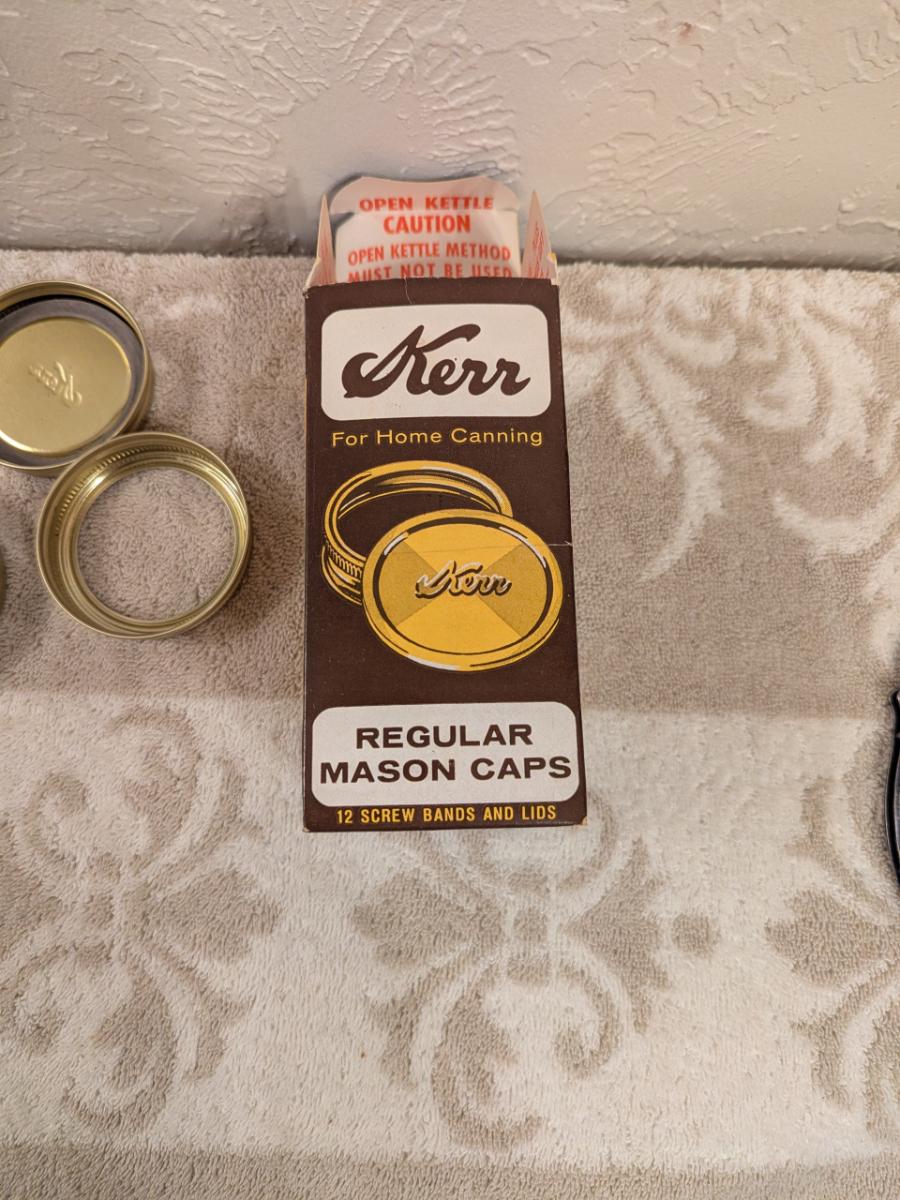 OPEN KETTLE
CAUTION
OPEN KETTLE METHOD
MUST NOT BE USED
Kerr
For Home Canning
Kerr
REGULAR
MASON CAPS
12 SCREW BANDS AND LIDS
Kerr